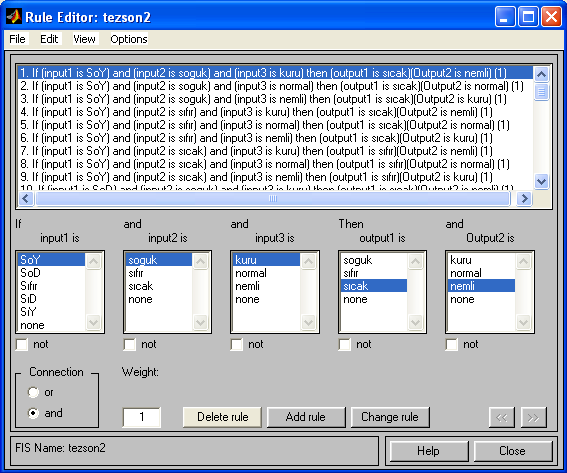 Rule Editor: tezson2
File Edit View Options
1. If (input1 is SoY) and (input2 is soguk) and (input3 is kuru) then (output1 is sıcak)(Output2 is nemli) (1)
2. If (input1 is SoY) and (input2 is soguk) and (input3 is normal) then (output1 is sıcak)(Output2 is normal) (1)
3. If (input1 is SoY) and (input2 is soguk) and (input3 is nemli) then (output1 is sıcak)(Output2 is kuru) (1)
4. If (input1 is SoY) and (input2 is sıfır) and (input3 is kuru) then (output1 is sıcak)(Output2 is nemli) (1)
5. If (input1 is SoY) and (input2 is sıfır) and (input3 is normal) then (output1 is sıcak)(Output2 is normal) (1)
6. If (input1 is SoY) and (input2 is sıfır) and (input3 is nemli) then (output1 is sıcak)(Output2 is kuru) (1)
7. If (input1 is SoY) and (input2 is sıcak) and (input3 is kuru) then (output1 is sıfır)(Output2 is nemli) (1)
8. If (input1 is SoY) and (input2 is sıcak) and (input3 is normal) then (output1 is sıfır)(Output2 is normal) (1)
9. If (input1 is SoY) and (input2 is sıcak) and (input3 is nemli) then (output1 is sıfır)(Output2 is kuru) (1)
10. If (input1 is SoD) and (input2 is soguk) and (input3 is kuru) then (output1 is sıcak)(Output2 is nemli) (1)
If and and Then and
input1 is input2 is input3 is output1 is Output2 is
SoY soguk kuru soguk kuru
SoD sıfır normal sıfır normal
Sıfır sıcak nemli sıcak nemli
SıD none none none none
SıY
none
not not not not not
Connection Weight:
or
and 1 Delete rule Add rule Change rule << >>
FIS Name: tezson2 Help Close